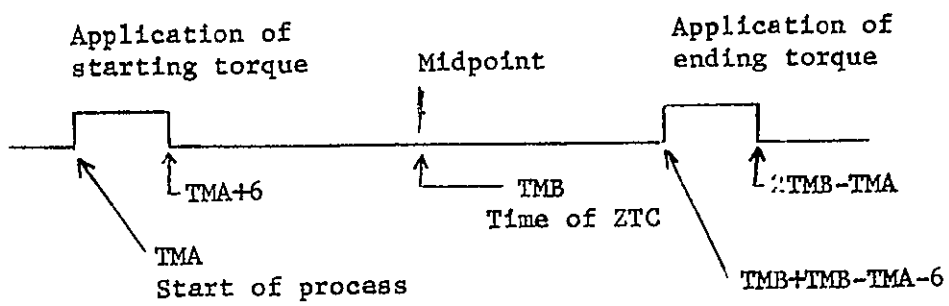 Application of
starting torque
Midpoint
Application of
ending torque
TMA+6
TMB
Time of ZTC
2TMB-TMA
TMA
Start of process
TMB+TMB-TMA-6